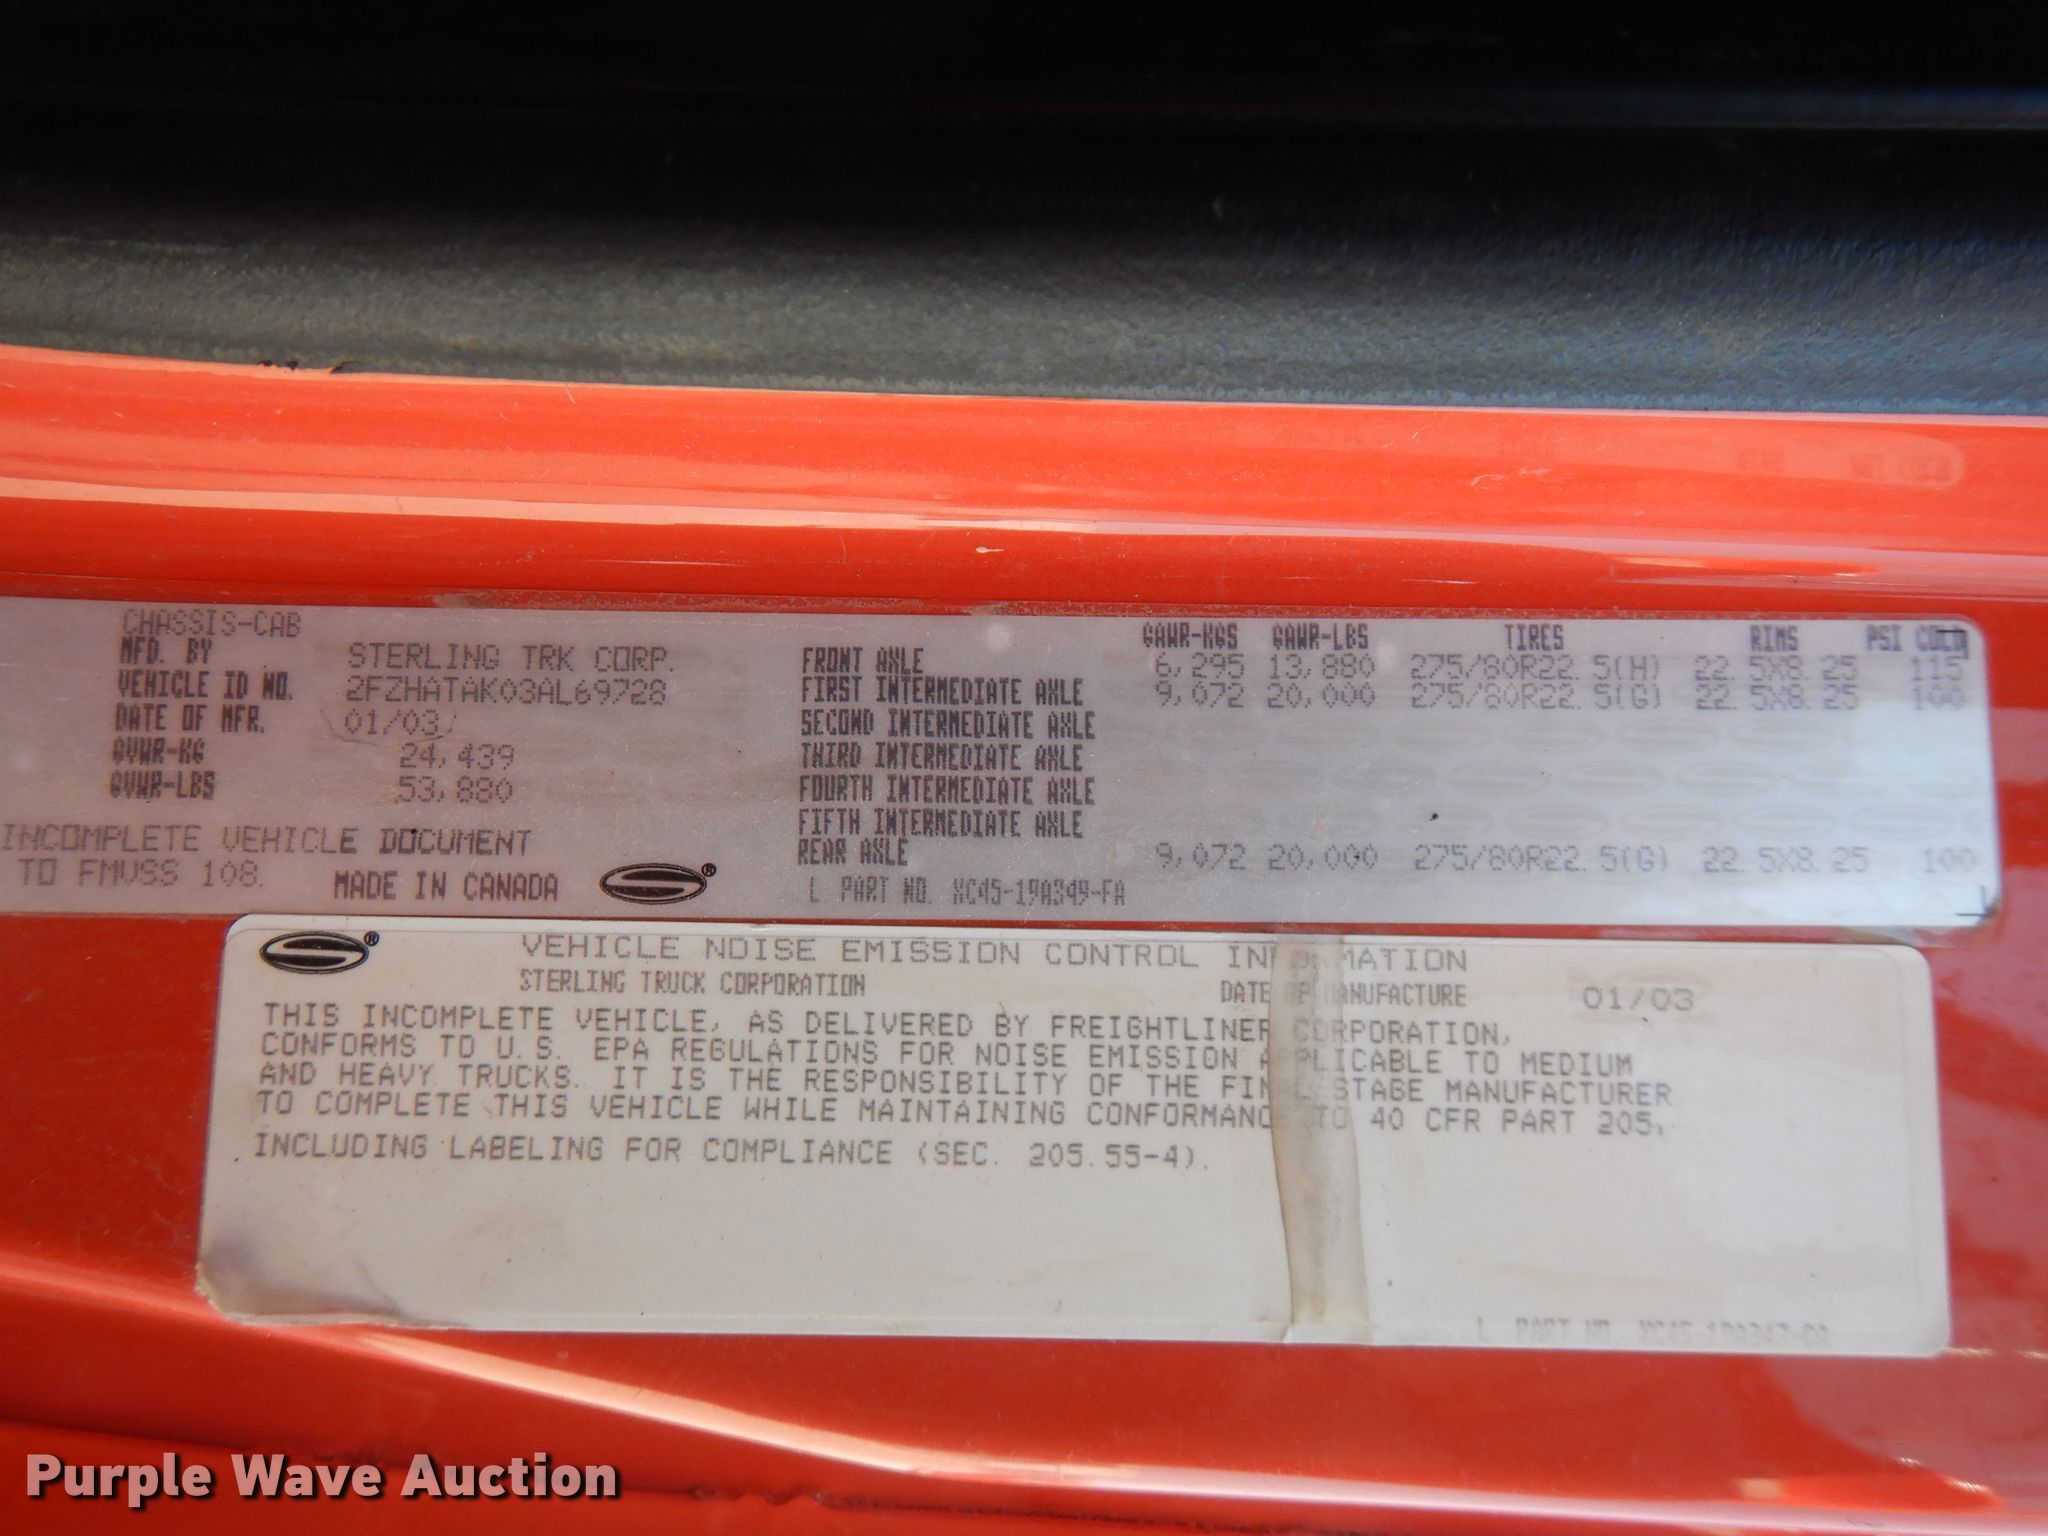 CHASSIS-CAB
MFD. BY STERLING TRK CORP.
VEHICLE ID NO. 2FZHATAK03AL69728
DATE OF MFR. 01/03
GVWR-KG 24,439
GVWR-LBS 53,880
INCOMPLETE VEHICLE DOCUMENT
TO FMVSS 108.
MADE IN CANADA ®
GAWR-KGS GAWR-LBS TIRES RIMS PSI COLD
FRONT AXLE 6,295 13,880 275/80R22.5(H) 22.5X8.25 115
FIRST INTERMEDIATE AXLE 9,072 20,000 275/80R22.5(G) 22.5X8.25 100
SECOND INTERMEDIATE AXLE
THIRD INTERMEDIATE AXLE
FOURTH INTERMEDIATE AXLE
FIFTH INTERMEDIATE AXLE
REAR AXLE 9,072 20,000 275/80R22.5(G) 22.5X8.25 100
L PART NO. XC45-19A349-FA
® VEHICLE NOISE EMISSION CONTROL INFORMATION
STERLING TRUCK CORPORATION DATE OF MANUFACTURE 01/03
THIS INCOMPLETE VEHICLE, AS DELIVERED BY FREIGHTLINER CORPORATION,
CONFORMS TO U.S. EPA REGULATIONS FOR NOISE EMISSION APPLICABLE TO MEDIUM
AND HEAVY TRUCKS. IT IS THE RESPONSIBILITY OF THE FINAL-STAGE MANUFACTURER
TO COMPLETE THIS VEHICLE WHILE MAINTAINING CONFORMANCE TO 40 CFR PART 205,
INCLUDING LABELING FOR COMPLIANCE (SEC. 205.55-4).
L PART NO.
Purple Wave Auction